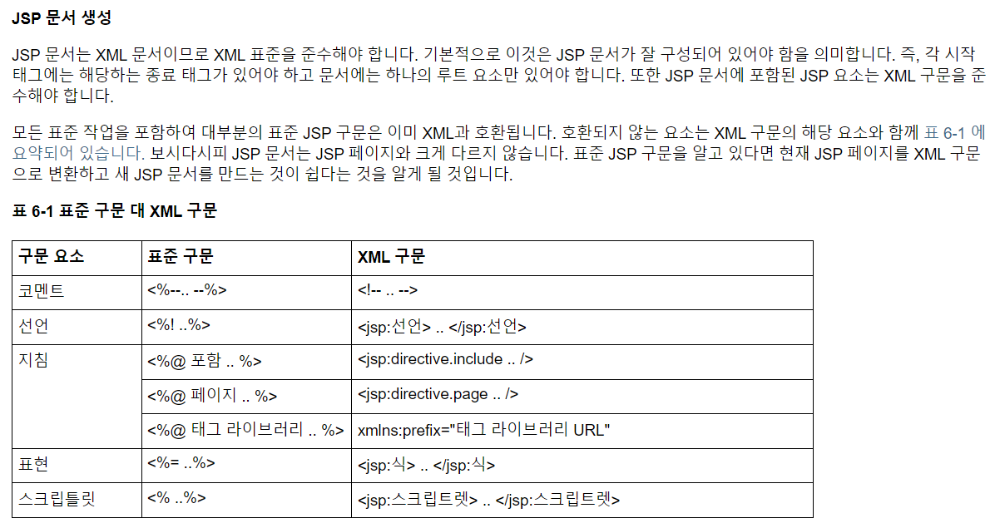 JSP 문서 생성
JSP 문서는 XML 문서이므로 XML 표준을 준수해야 합니다. 기본적으로 이것은 JSP 문서가 잘 구성되어 있어야 함을 의미합니다. 즉, 각 시작
태그에는 해당하는 종료 태그가 있어야 하고 문서에는 하나의 루트 요소만 있어야 합니다. 또한 JSP 문서에 포함된 JSP 요소는 XML 구문을 준
수해야 합니다.
모든 표준 작업을 포함하여 대부분의 표준 JSP 구문은 이미 XML과 호환됩니다. 호환되지 않는 요소는 XML 구문의 해당 요소와 함께 표 6-1 에
요약되어 있습니다. 보시다시피 JSP 문서는 JSP 페이지와 크게 다르지 않습니다. 표준 JSP 구문을 알고 있다면 현재 JSP 페이지를 XML 구문
으로 변환하고 새 JSP 문서를 만드는 것이 쉽다는 것을 알게 될 것입니다.
표 6-1 표준 구문 대 XML 구문
구문 요소 표준 구문 XML 구문
코멘트 <%--.. --%> <!-- .. -->
선언 <%! ..%> <jsp:선언> .. </jsp:선언>
지침 <%@ 포함 .. %> <jsp:directive.include .. />
<%@ 페이지 .. %> <jsp:directive.page .. />
<%@ 태그 라이브러리 .. %> xmlns:prefix="태그 라이브러리 URL"
표현 <%= ..%> <jsp:식> .. </jsp:식>
스크립틀릿 <% ..%> <jsp:스크립트렛> .. </jsp:스크립트렛>